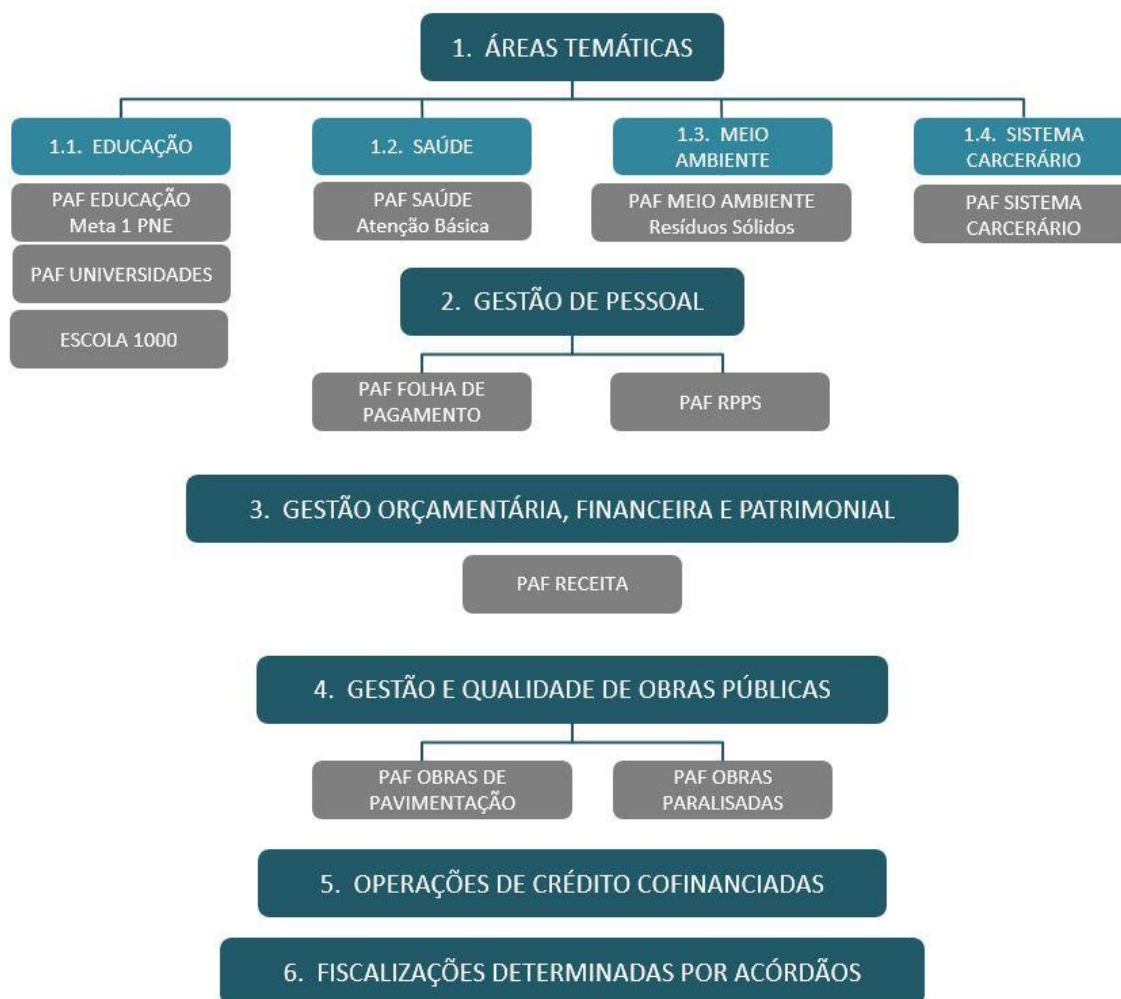 1. ÁREAS TEMÁTICAS
1.1. EDUCAÇÃO
PAF EDUCAÇÃO
Meta 1 PNE
PAF UNIVERSIDADES
ESCOLA 1000
1.2. SAÚDE
PAF SAÚDE
Atenção Básica
1.3. MEIO
AMBIENTE
PAF MEIO AMBIENTE
Resíduos Sólidos
1.4. SISTEMA
CARCERÁRIO
PAF SISTEMA
CARCERÁRIO
2. GESTÃO DE PESSOAL
PAF FOLHA DE
PAGAMENTO
PAF RPPS
3. GESTÃO ORÇAMENTÁRIA, FINANCEIRA E PATRIMONIAL
PAF RECEITA
4. GESTÃO E QUALIDADE DE OBRAS PÚBLICAS
PAF OBRAS DE
PAVIMENTAÇÃO
PAF OBRAS
PARALISADAS
5. OPERAÇÕES DE CRÉDITO COFINANCIADAS
6. FISCALIZAÇÕES DETERMINADAS POR ACÓRDÃOS